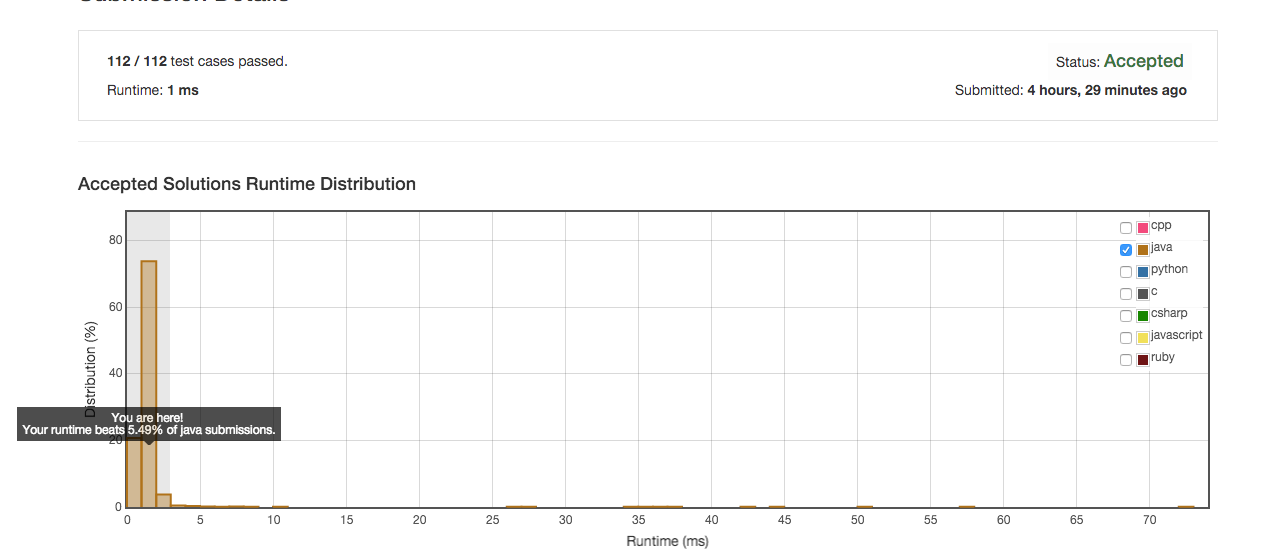 Submission Details
112 / 112 test cases passed.
Status: Accepted
Runtime: 1 ms
Submitted: 4 hours, 29 minutes ago
Accepted Solutions Runtime Distribution
cpp
java
python
c
csharp
javascript
ruby
80
60
40
20
0
Distribution (%)
You are here!
Your runtime beats 5.49% of java submissions.
0 5 10 15 20 25 30 35 40 45 50 55 60 65 70
Runtime (ms)